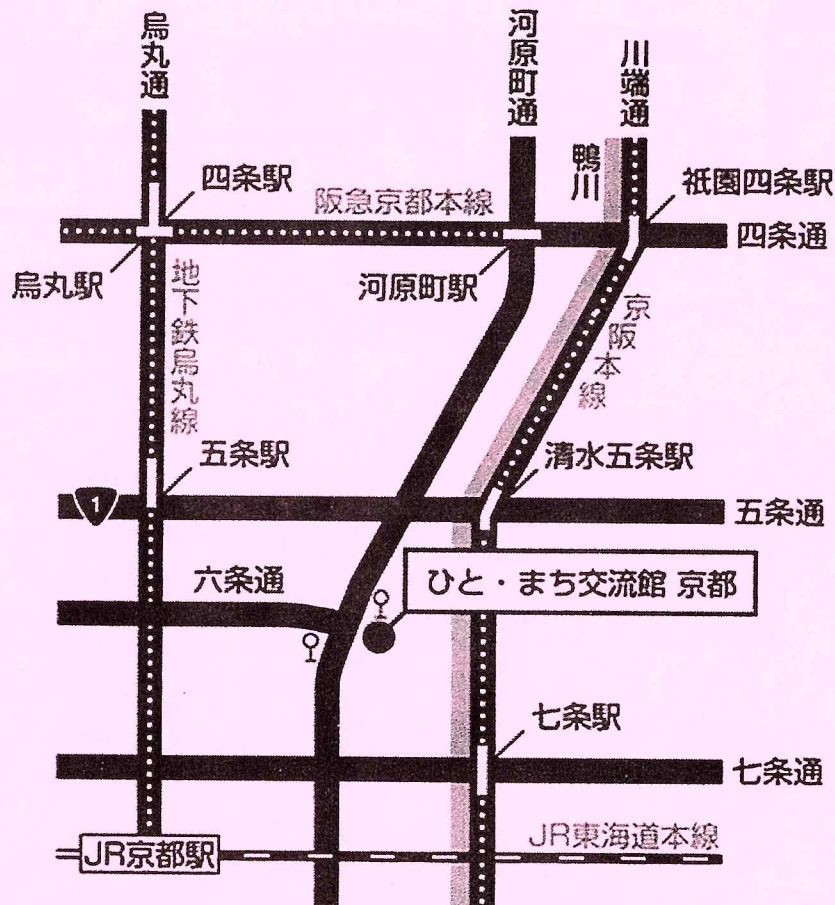 烏丸通
河原町通
川端通
鴨川
四条駅
阪急京都本線
祇園四条駅
四条通
烏丸駅
河原町駅
地下鉄烏丸線
京阪本線
五条駅
清水五条駅
1
五条通
六条通
ひと・まち交流館 京都
七条駅
七条通
JR京都駅
JR東海道本線